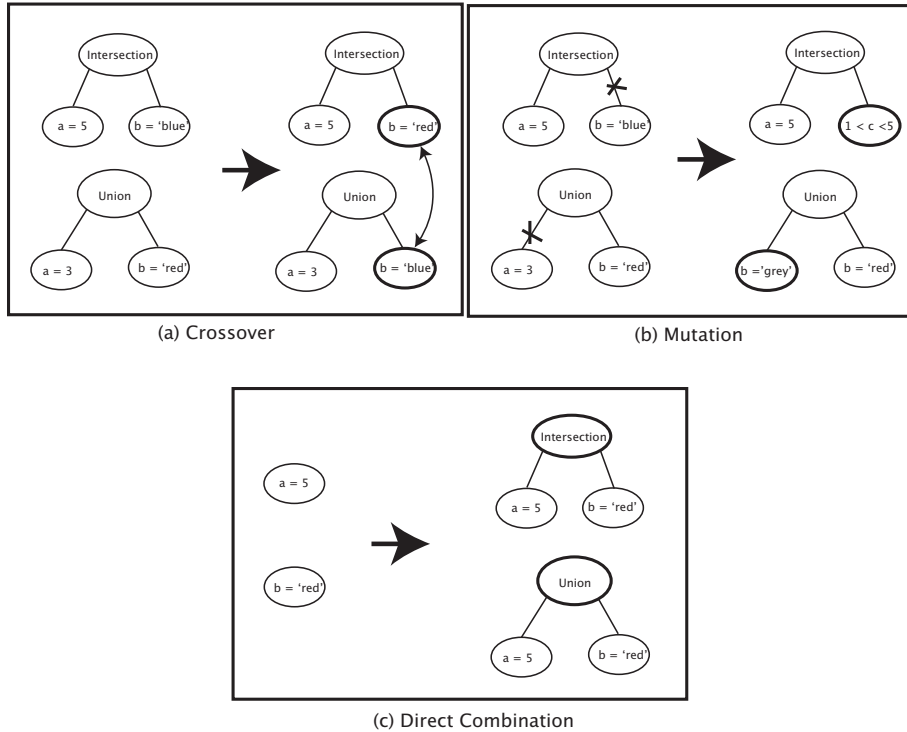 Intersection
a = 5
b = 'blue'
Union
a = 3
b = 'red'
Intersection
a = 5
b = 'red'
Union
a = 3
b = 'blue
(a) Crossover
Intersection
a = 5
b = 'blue'
Union
a = 3
b = 'red'
Intersection
a = 5
1 < c <5
Union
b ='grey'
b = 'red'
(b) Mutation
a = 5
b = 'red'
Intersection
a = 5
b = 'red'
Union
a = 5
b = 'red'
(c) Direct Combination